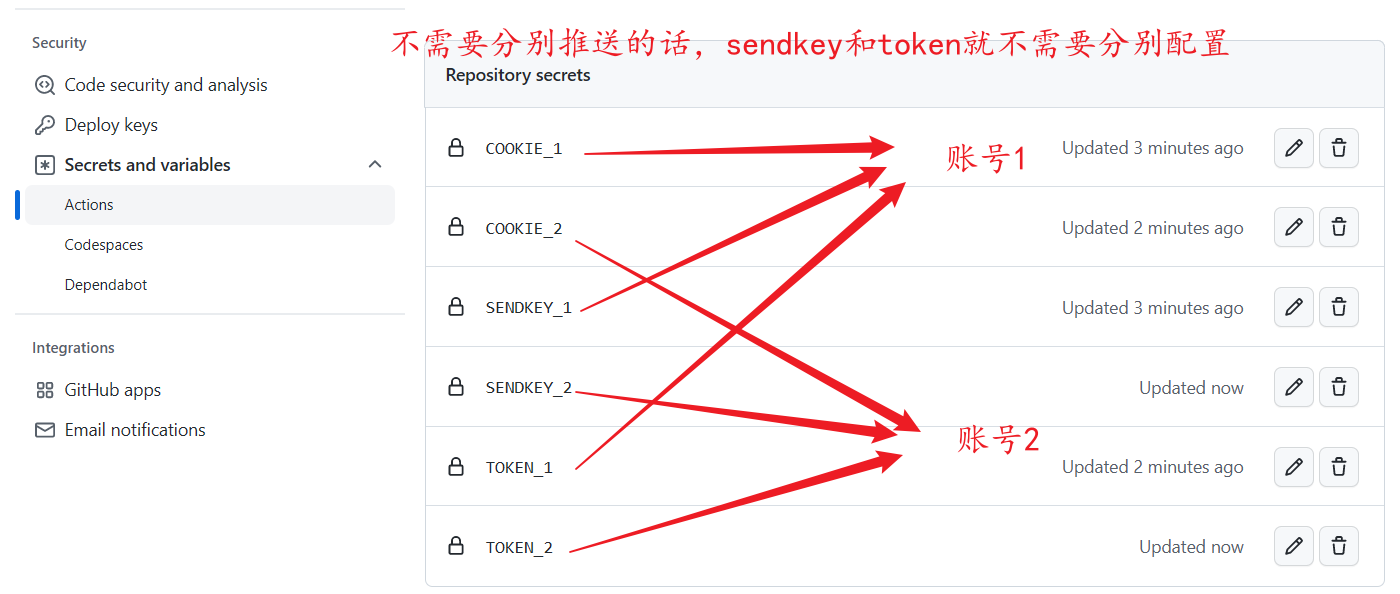 Security
Code security and analysis
Deploy keys
Secrets and variables
Actions
Codespaces
Dependabot
Integrations
GitHub apps
Email notifications
不需要分别推送的话，sendkey和token就不需要分别配置
Repository secrets
COOKIE_1
账号1
Updated 3 minutes ago
COOKIE_2
Updated 2 minutes ago
SENDKEY_1
Updated 3 minutes ago
SENDKEY_2
Updated now
账号2
TOKEN_1
Updated 2 minutes ago
TOKEN_2
Updated now